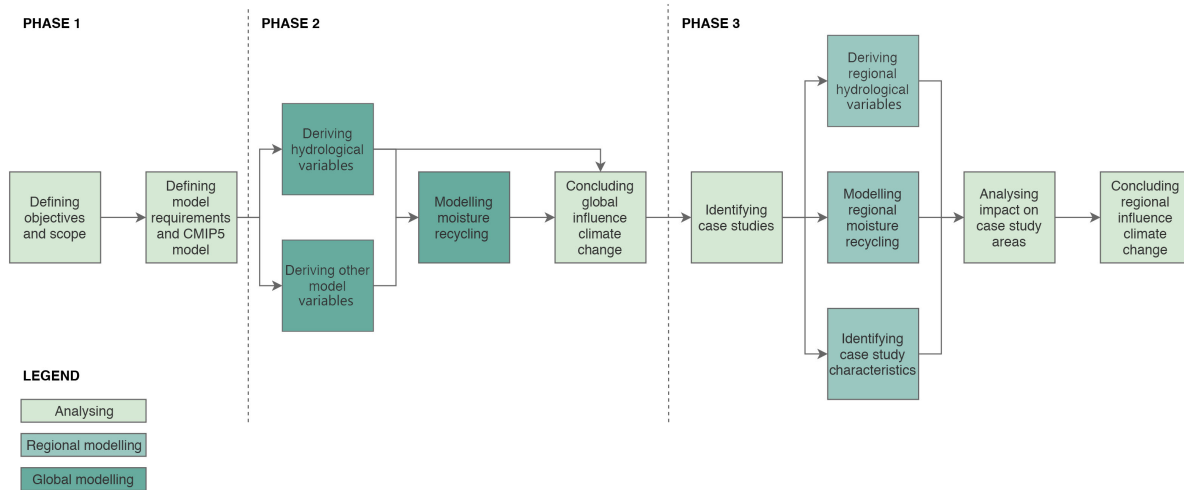 PHASE 1
PHASE 2
PHASE 3
Defining
objectives
and scope
Defining
model
requirements
and CMIP5
model
Deriving
hydrological
variables
Deriving other
model
variables
Modelling
moisture
recycling
Concluding
global
influence
climate
change
Identifying
case studies
Deriving
regional
hydrological
variables
Modelling
regional
moisture
recycling
Identifying
case study
characteristics
Analysing
impact on
case study
areas
Concluding
regional
influence
climate
change
LEGEND
Analysing
Regional modelling
Global modelling